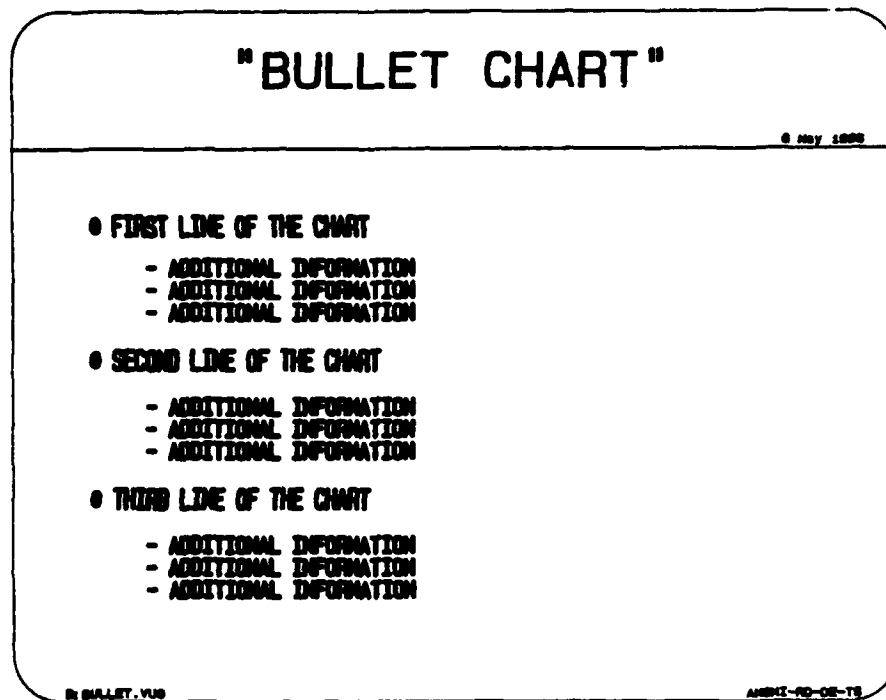 "BULLET CHART"
May
• FIRST LINE OF THE CHART
- ADDITIONAL INFORMATION
- ADDITIONAL INFORMATION
- ADDITIONAL INFORMATION
• SECOND LINE OF THE CHART
- ADDITIONAL INFORMATION
- ADDITIONAL INFORMATION
- ADDITIONAL INFORMATION
• THIRD LINE OF THE CHART
- ADDITIONAL INFORMATION
- ADDITIONAL INFORMATION
- ADDITIONAL INFORMATION
BULLET.VUG